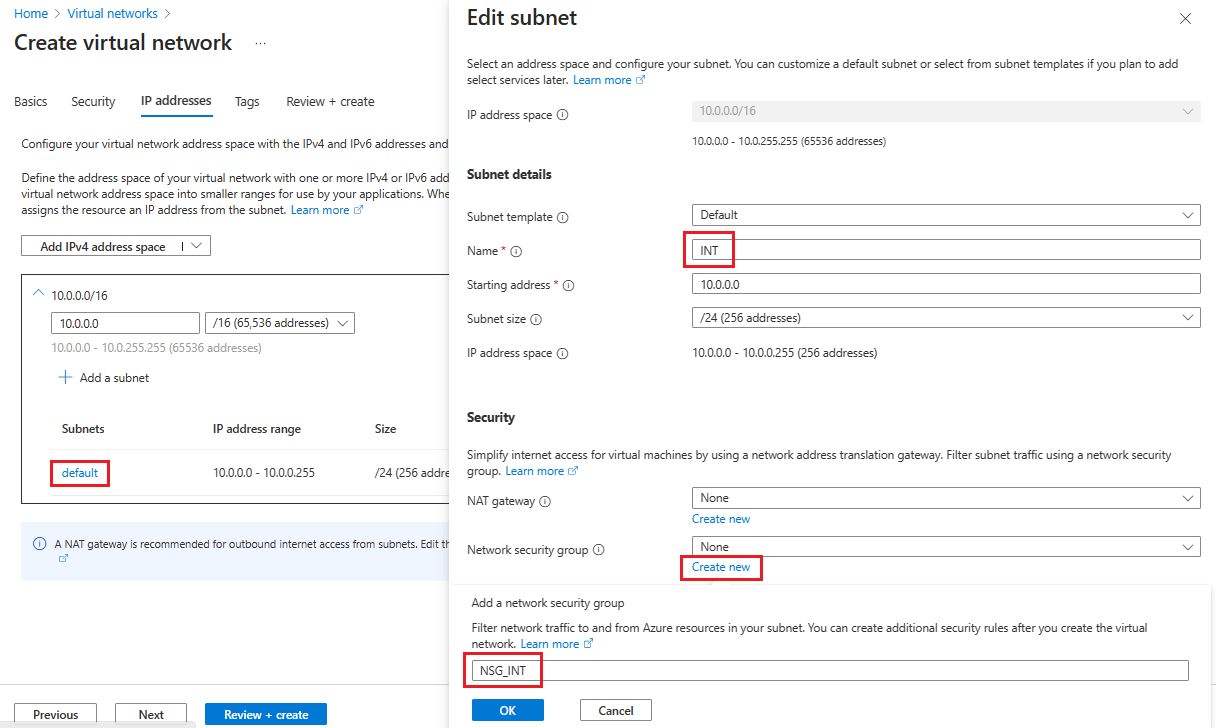 Home > Virtual networks >
Create virtual network ...
Basics Security IP addresses Tags Review + create
Configure your virtual network address space with the IPv4 and IPv6 addresses and
Define the address space of your virtual network with one or more IPv4 or IPv6 add
virtual network address space into smaller ranges for use by your applications. Whe
assigns the resource an IP address from the subnet. Learn more
Add IPv4 address space |
10.0.0.0/16
10.0.0.0 /16 (65,536 addresses)
10.0.0.0 - 10.0.255.255 (65536 addresses)
+ Add a subnet
Subnets IP address range Size
default 10.0.0.0 - 10.0.0.255 /24 (256 addre
A NAT gateway is recommended for outbound internet access from subnets. Edit th
Previous Next Review + create
Edit subnet
Select an address space and configure your subnet. You can customize a default subnet or select from subnet templates if you plan to add
select services later. Learn more
IP address space 10.0.0.0/16
10.0.0.0 - 10.0.255.255 (65536 addresses)
Subnet details
Subnet template Default
Name * INT
Starting address * 10.0.0.0
Subnet size /24 (256 addresses)
IP address space 10.0.0.0 - 10.0.0.255 (256 addresses)
Security
Simplify internet access for virtual machines by using a network address translation gateway. Filter subnet traffic using a network security
group. Learn more
NAT gateway None
Create new
Network security group None
Create new
Add a network security group
Filter network traffic to and from Azure resources in your subnet. You can create additional security rules after you create the virtual
network. Learn more
NSG_INT
OK Cancel